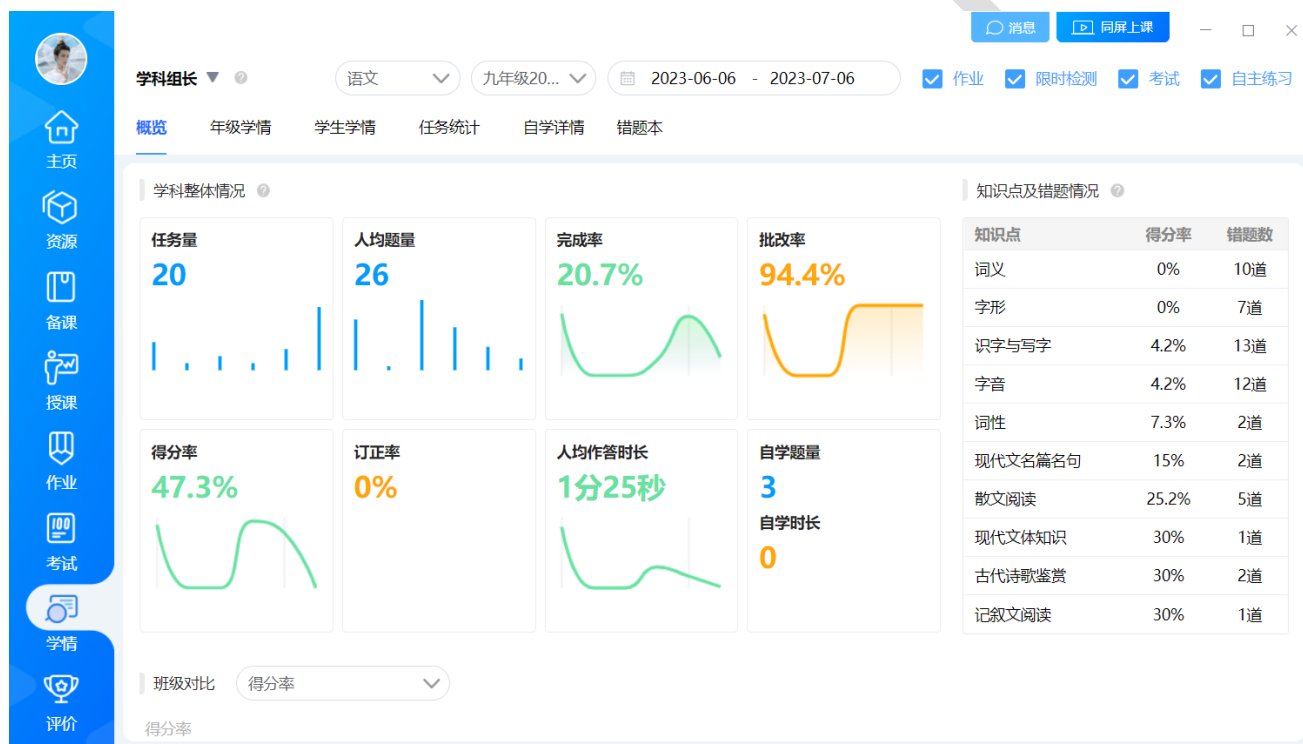 消息
同屏上课
学科组长
语文
九年级20...
2023-06-06 - 2023-07-06
作业
限时检测
考试
自主练习
概览
年级学情
学生学情
任务统计
自学详情
错题本
主页
资源
备课
授课
作业
100
考试
学情
评价
学科整体情况
任务量
20
人均题量
26
完成率
20.7%
批改率
94.4%
得分率
47.3%
订正率
0%
人均作答时长
1分25秒
自学题量
3
自学时长
0
知识点及错题情况
知识点 得分率 错题数
词义 0% 10道
字形 0% 7道
识字与写字 4.2% 13道
字音 4.2% 12道
词性 7.3% 2道
现代文名篇名句 15% 2道
散文阅读 25.2% 5道
现代文体知识 30% 1道
古代诗歌鉴赏 30% 2道
记叙文阅读 30% 1道
班级对比
得分率
得分率